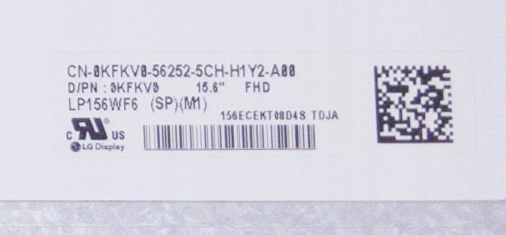 CN-0KFKV0-56252-5CH-H1Y2-A00
D/PN : 0KFKV0 15.6" FHD
LP156WF6 (SP)(M1)
156ECEKT08D4S TDJA
c RU US
LG Display